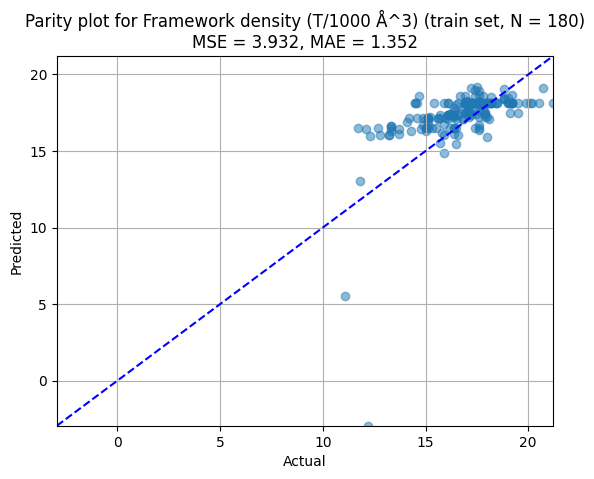 Parity plot for Framework density (T/1000 Å^3) (train set, N = 180)
MSE = 3.932, MAE = 1.352
20
15
10
5
0
Predicted
0 5 10 15 20
Actual